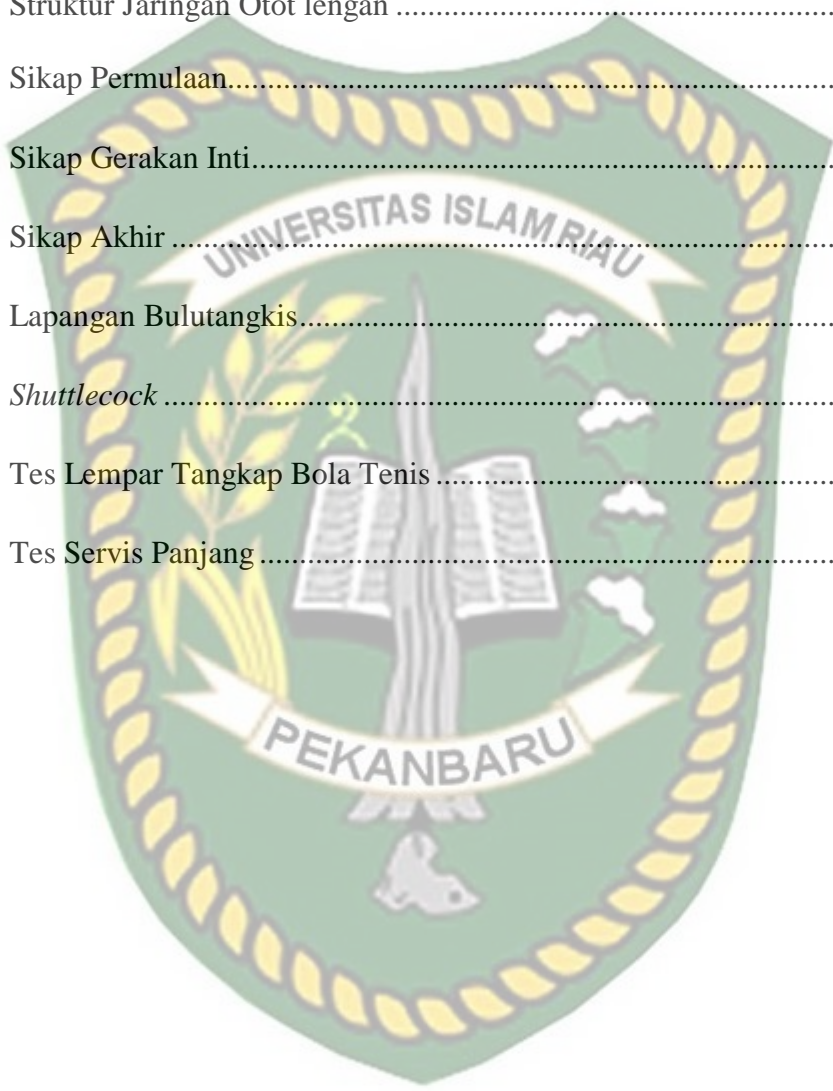 Struktur Jaringan Otot lengan ................................................................
Sikap Permulaan................................................................
Sikap Gerakan Inti................................................................
UNIVERSITAS ISLAM RIAU
Sikap Akhir ................................................................
Lapangan Bulutangkis................................................................
Shuttlecock ................................................................
Tes Lempar Tangkap Bola Tenis ................................................................
Tes Servis Panjang ................................................................
PEKANBARU